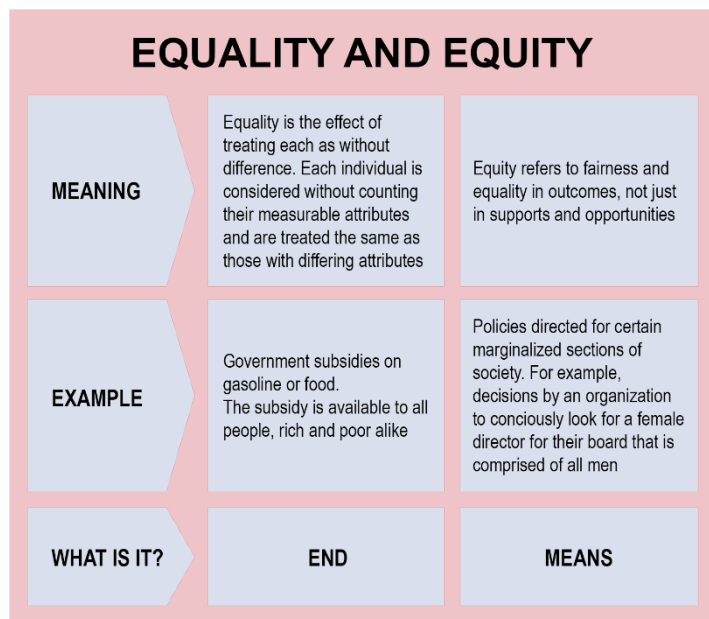 EQUALITY AND EQUITY
MEANING
Equality is the effect of
treating each as without
difference. Each individual is
considered without counting
their measurable attributes
and are treated the same as
those with differing attributes
Equity refers to fairness and
equality in outcomes, not just
in supports and opportunities
EXAMPLE
Government subsidies on
gasoline or food.
The subsidy is available to all
people, rich and poor alike
Policies directed for certain
marginalized sections of
society. For example,
decisions by an organization
to conciously look for a female
director for their board that is
comprised of all men
WHAT IS IT?
END
MEANS